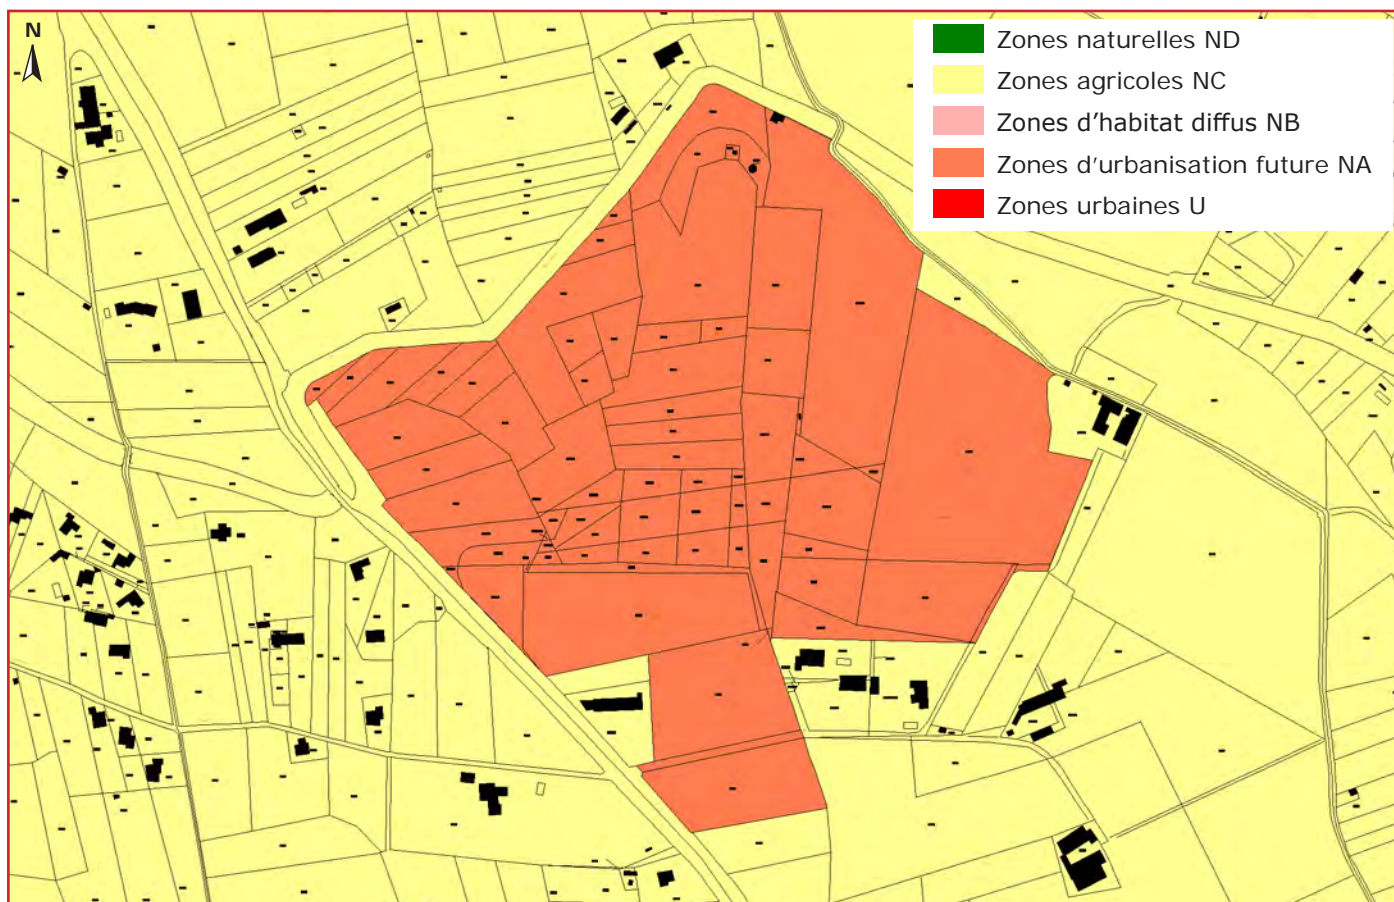 N
Zones naturelles ND
Zones agricoles NC
Zones d’habitat diffus NB
Zones d’urbanisation future NA
Zones urbaines U